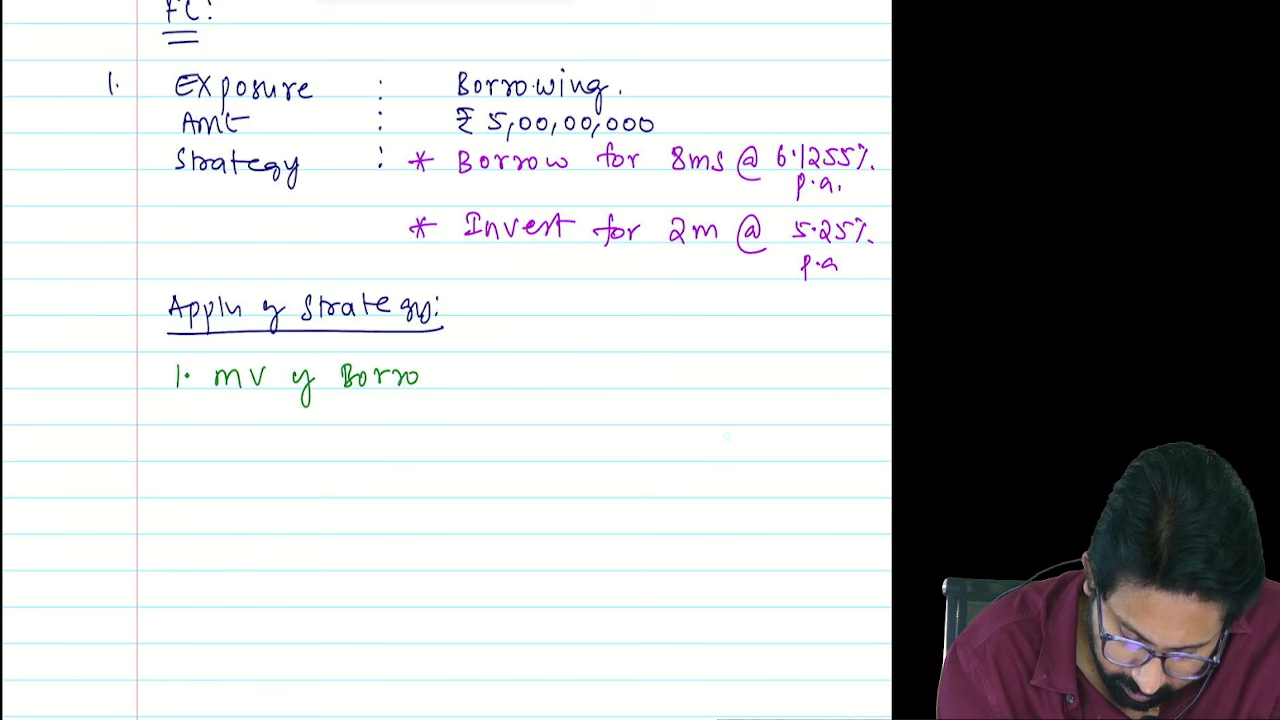 FC:
1. Exposure : Borrowing.
Amt : ₹ 5,00,00,000
Strategy : * Borrow for 8ms @ 6.1255%.
p.a.
* Invest for 2m @ 5.25%.
p.a
Appln of Strategy:
1. MV of Borro